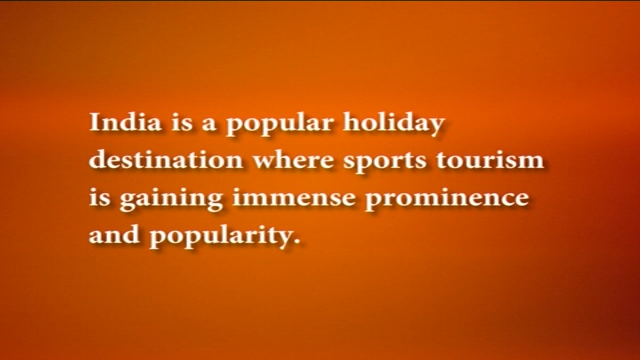 India is a popular holiday
destination where sports tourism
is gaining immense prominence
and popularity.